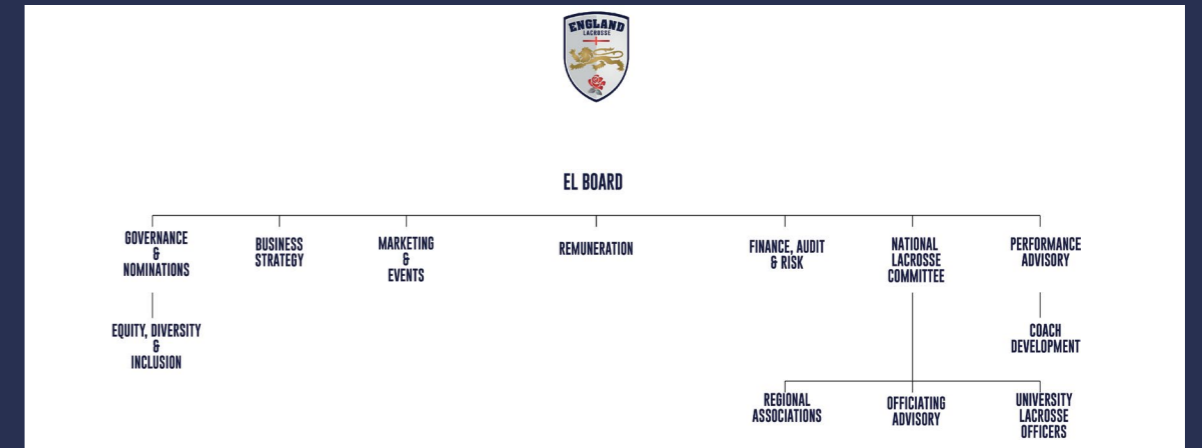 ENGLAND
LACROSSE
EL BOARD
GOVERNANCE
&
NOMINATIONS
BUSINESS
STRATEGY
MARKETING
&
EVENTS
REMUNERATION
FINANCE, AUDIT
& RISK
NATIONAL
LACROSSE
COMMITTEE
PERFORMANCE
ADVISORY
EQUITY, DIVERSITY
&
INCLUSION
COACH
DEVELOPMENT
REGIONAL
ASSOCIATIONS
OFFICIATING
ADVISORY
UNIVERSITY
LACROSSE
OFFICERS